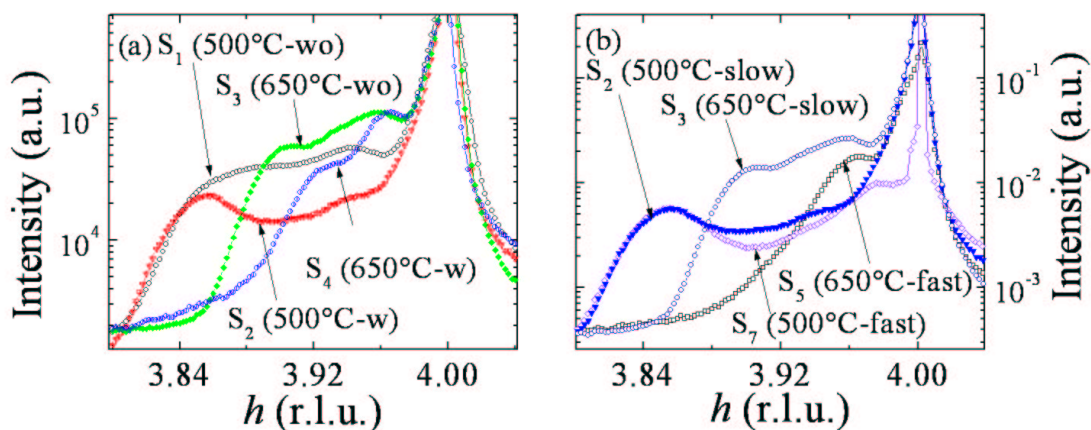 (a) S1 (500°C-wo)
S3 (650°C-wo)
S4 (650°C-w)
S2 (500°C-w)
Intensity (a.u.)
10^5
10^4
3.84 3.92 4.00
h (r.l.u.)
(b)
S2 (500°C-slow)
S3 (650°C-slow)
S5 (650°C-fast)
S7 (500°C-fast)
10^-1
10^-2
10^-3
Intensity (a.u.)
3.84 3.92 4.00
h (r.l.u.)